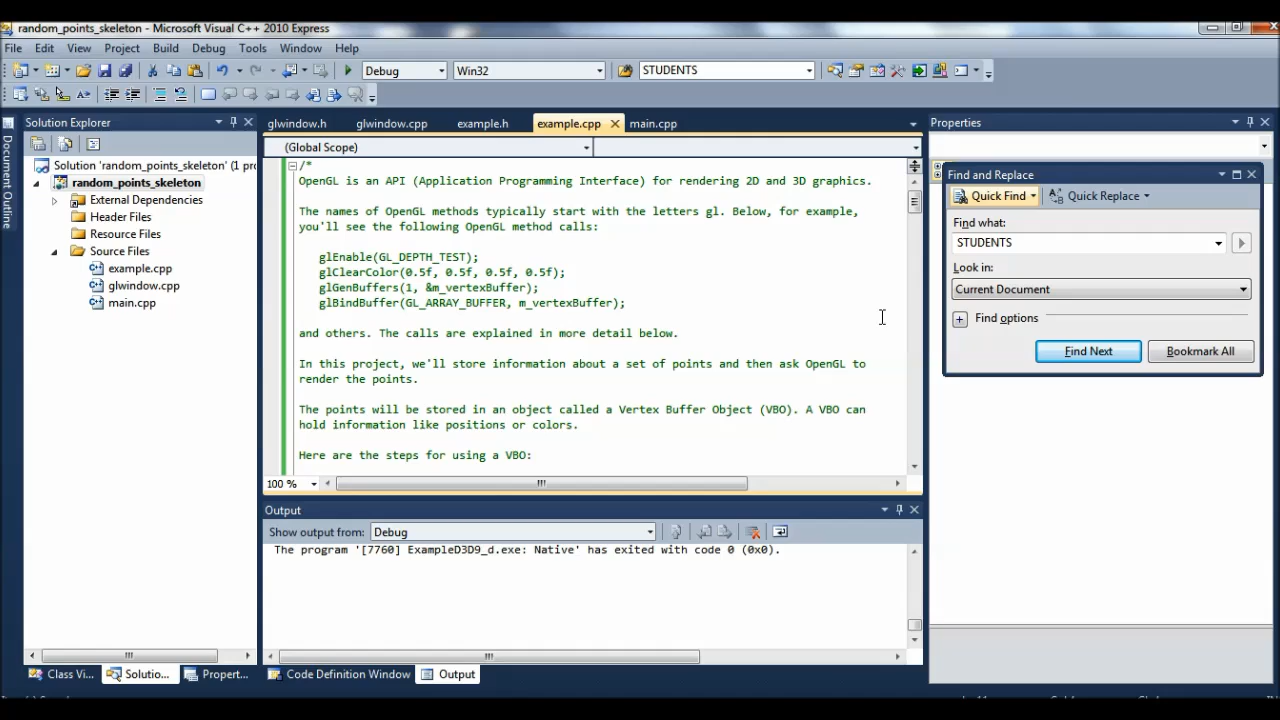 random_points_skeleton - Microsoft Visual C++ 2010 Express
File Edit View Project Build Debug Tools Window Help
Debug Win32 STUDENTS
Document Outline
Solution Explorer
Solution 'random_points_skeleton' (1 pr
random_points_skeleton
External Dependencies
Header Files
Resource Files
Source Files
example.cpp
glwindow.cpp
main.cpp
Class Vi... Solutio... Propert...
glwindow.h glwindow.cpp example.h example.cpp main.cpp
(Global Scope)
/*
OpenGL is an API (Application Programming Interface) for rendering 2D and 3D graphics.
The names of OpenGL methods typically start with the letters gl. Below, for example,
you'll see the following OpenGL method calls:
glEnable(GL_DEPTH_TEST);
glClearColor(0.5f, 0.5f, 0.5f, 0.5f);
glGenBuffers(1, &m_vertexBuffer);
glBindBuffer(GL_ARRAY_BUFFER, m_vertexBuffer);
and others. The calls are explained in more detail below.
In this project, we'll store information about a set of points and then ask OpenGL to
render the points.
The points will be stored in an object called a Vertex Buffer Object (VBO). A VBO can
hold information like positions or colors.
Here are the steps for using a VBO:
100 %
Output
Show output from: Debug
The program '[7760] ExampleD3D9_d.exe: Native' has exited with code 0 (0x0).
Code Definition Window Output
Properties
Find and Replace
Quick Find Quick Replace
Find what:
STUDENTS
Look in:
Current Document
Find options
Find Next Bookmark All